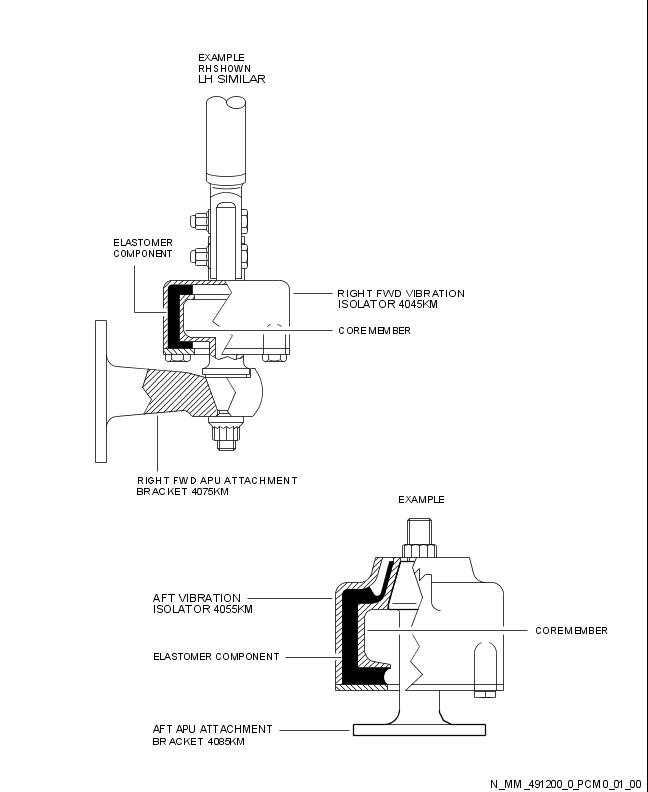 EXAMPLE
RH SHOWN
LH SIMILAR
ELASTOMER
COMPONENT
RIGHT FWD VIBRATION
ISOLATOR 4045KM
CORE MEMBER
RIGHT FWD APU ATTACHMENT
BRACKET 4075KM
EXAMPLE
AFT VIBRATION
ISOLATOR 4055KM
CORE MEMBER
ELASTOMER COMPONENT
AFT APU ATTACHMENT
BRACKET 4085KM
N_MM_491200_0_PCM0_01_00